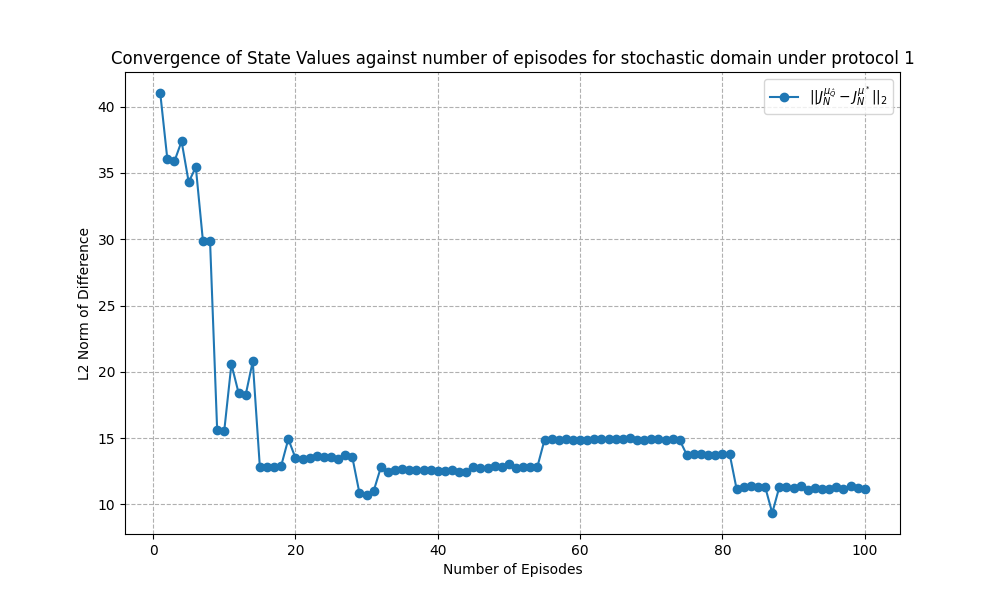 Convergence of State Values against number of episodes for stochastic domain under protocol 1
||J_N^{μ_Q̂} − J_N^{μ^*}||_2
40
35
30
25
20
15
10
L2 Norm of Difference
0 20 40 60 80 100
Number of Episodes